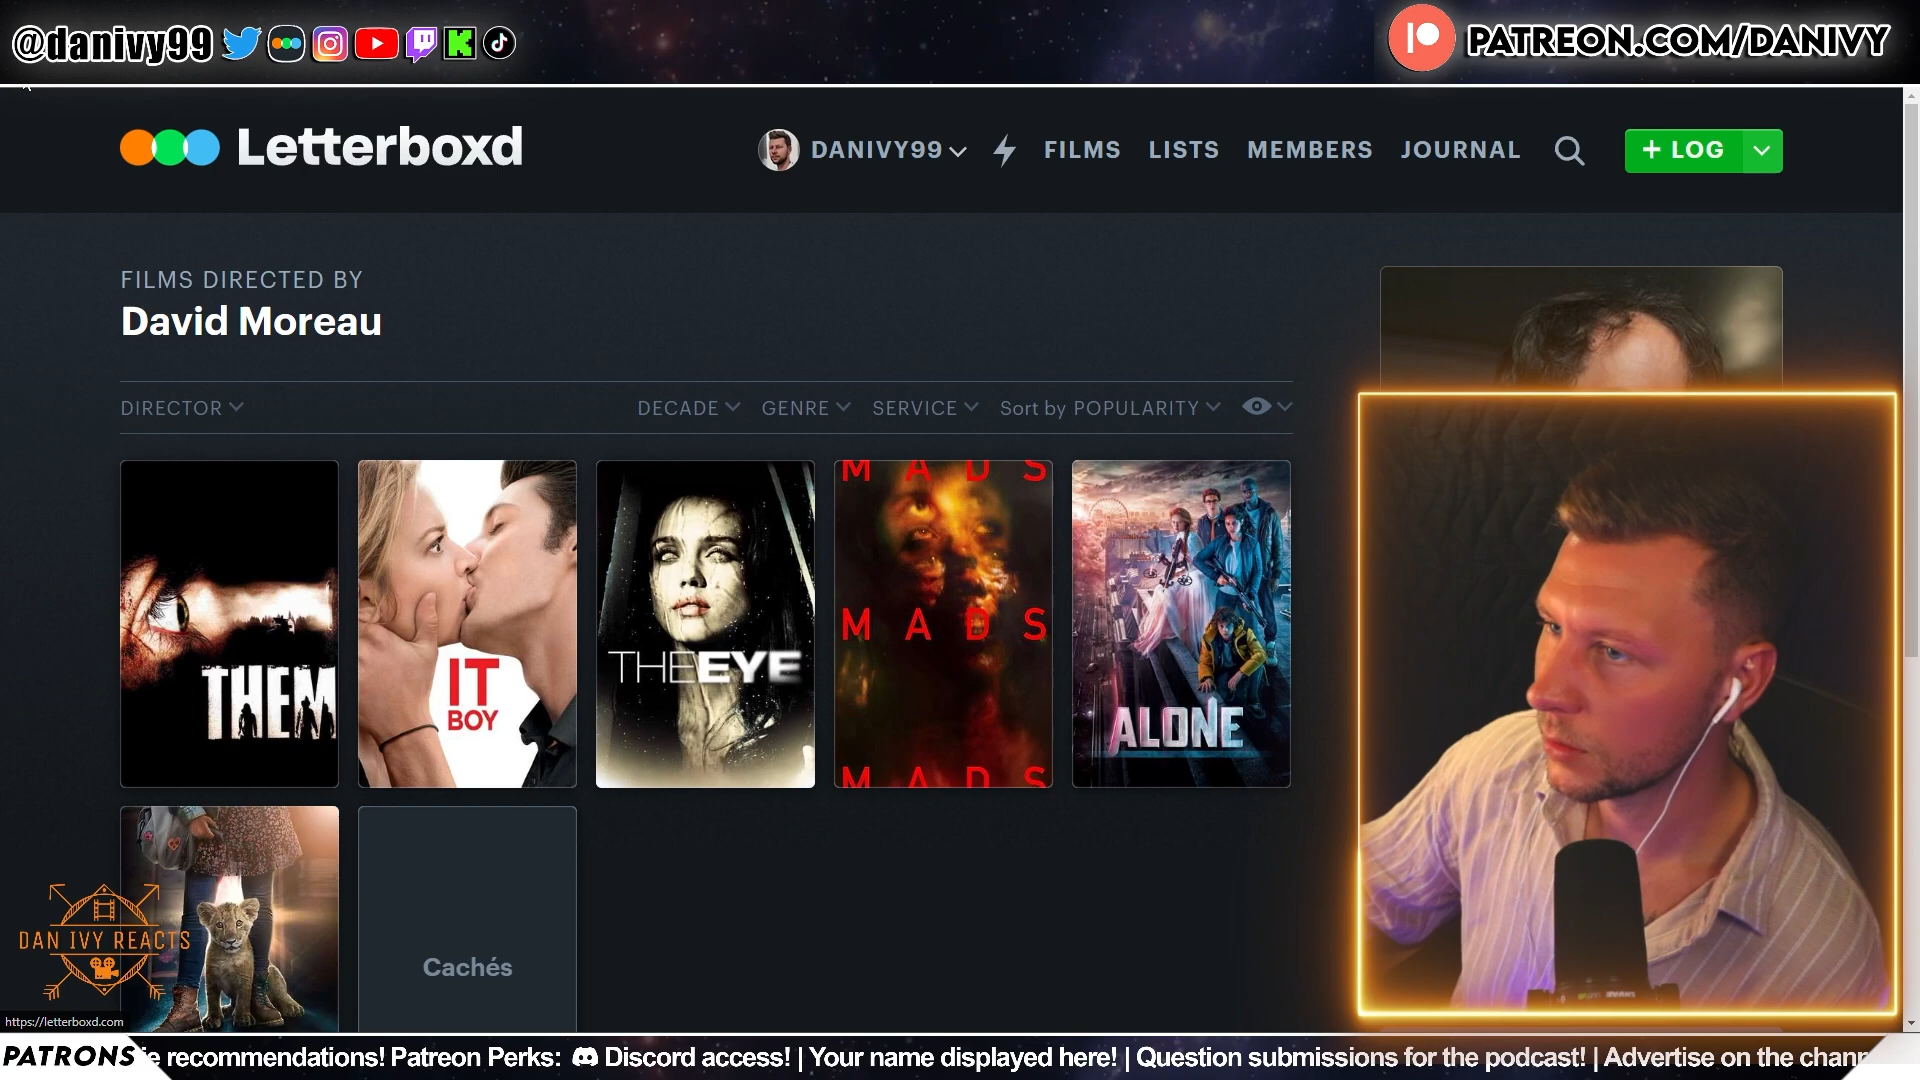 @danivy99
PATREON.COM/DANIVY
Letterboxd
DANIVY99
FILMS
LISTS
MEMBERS
JOURNAL
+ LOG
FILMS DIRECTED BY
David Moreau
DIRECTOR
DECADE
GENRE
SERVICE
Sort by POPULARITY
THEM
IT
BOY
THE EYE
M A D S
M A D S
M A D S
ALONE
DAN IVY REACTS
Cachés
https://letterboxd.com
PATRONS
recommendations! Patreon Perks: Discord access! | Your name displayed here! | Question submissions for the podcast! | Advertise on the